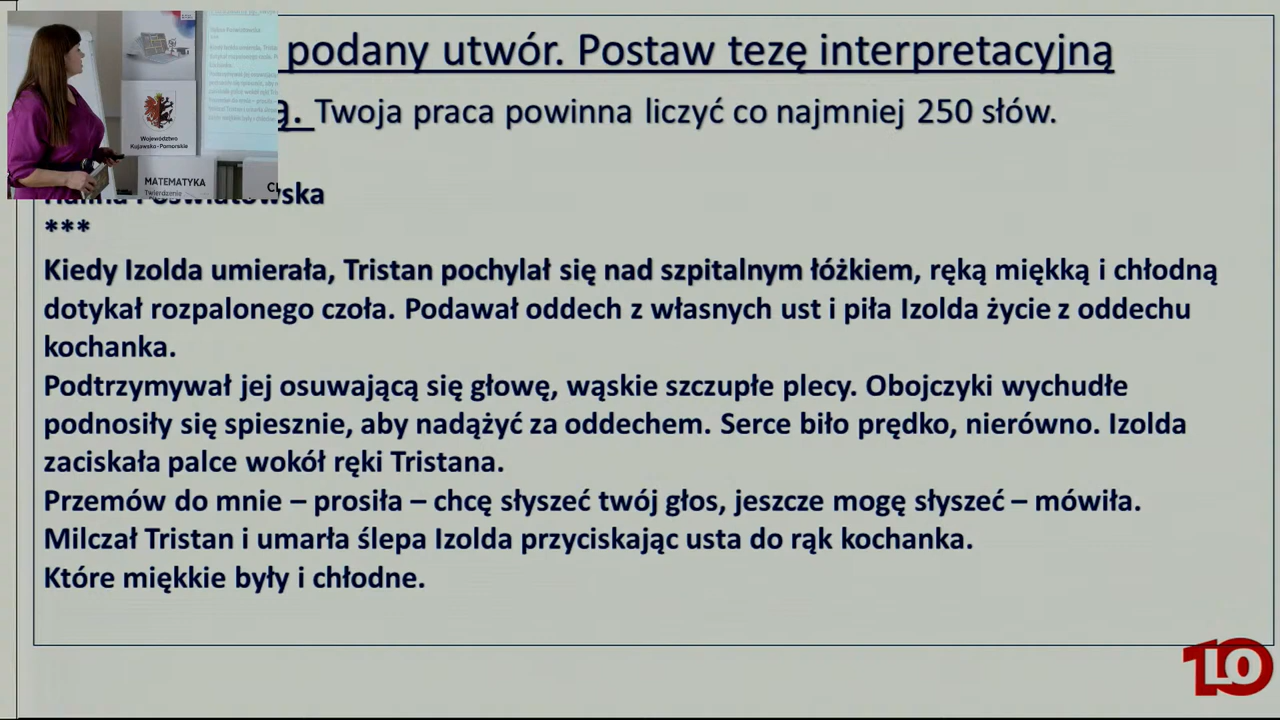 podany utwór. Postaw tezę interpretacyjną
ą. Twoja praca powinna liczyć co najmniej 250 słów.
Województwo
Kujawsko-Pomorskie
MATEMATYKA
Twierdzenie
Halina Poświatowska
***
Kiedy Izolda umierała, Tristan pochylał się nad szpitalnym łóżkiem, ręką miękką i chłodną
dotykał rozpalonego czoła. Podawał oddech z własnych ust i piła Izolda życie z oddechu
kochanka.
Podtrzymywał jej osuwającą się głowę, wąskie szczupłe plecy. Obojczyki wychudłe
podnosiły się spiesznie, aby nadążyć za oddechem. Serce biło prędko, nierówno. Izolda
zaciskała palce wokół ręki Tristana.
Przemów do mnie – prosiła – chcę słyszeć twój głos, jeszcze mogę słyszeć – mówiła.
Milczał Tristan i umarła ślepa Izolda przyciskając usta do rąk kochanka.
Które miękkie były i chłodne.
1LO